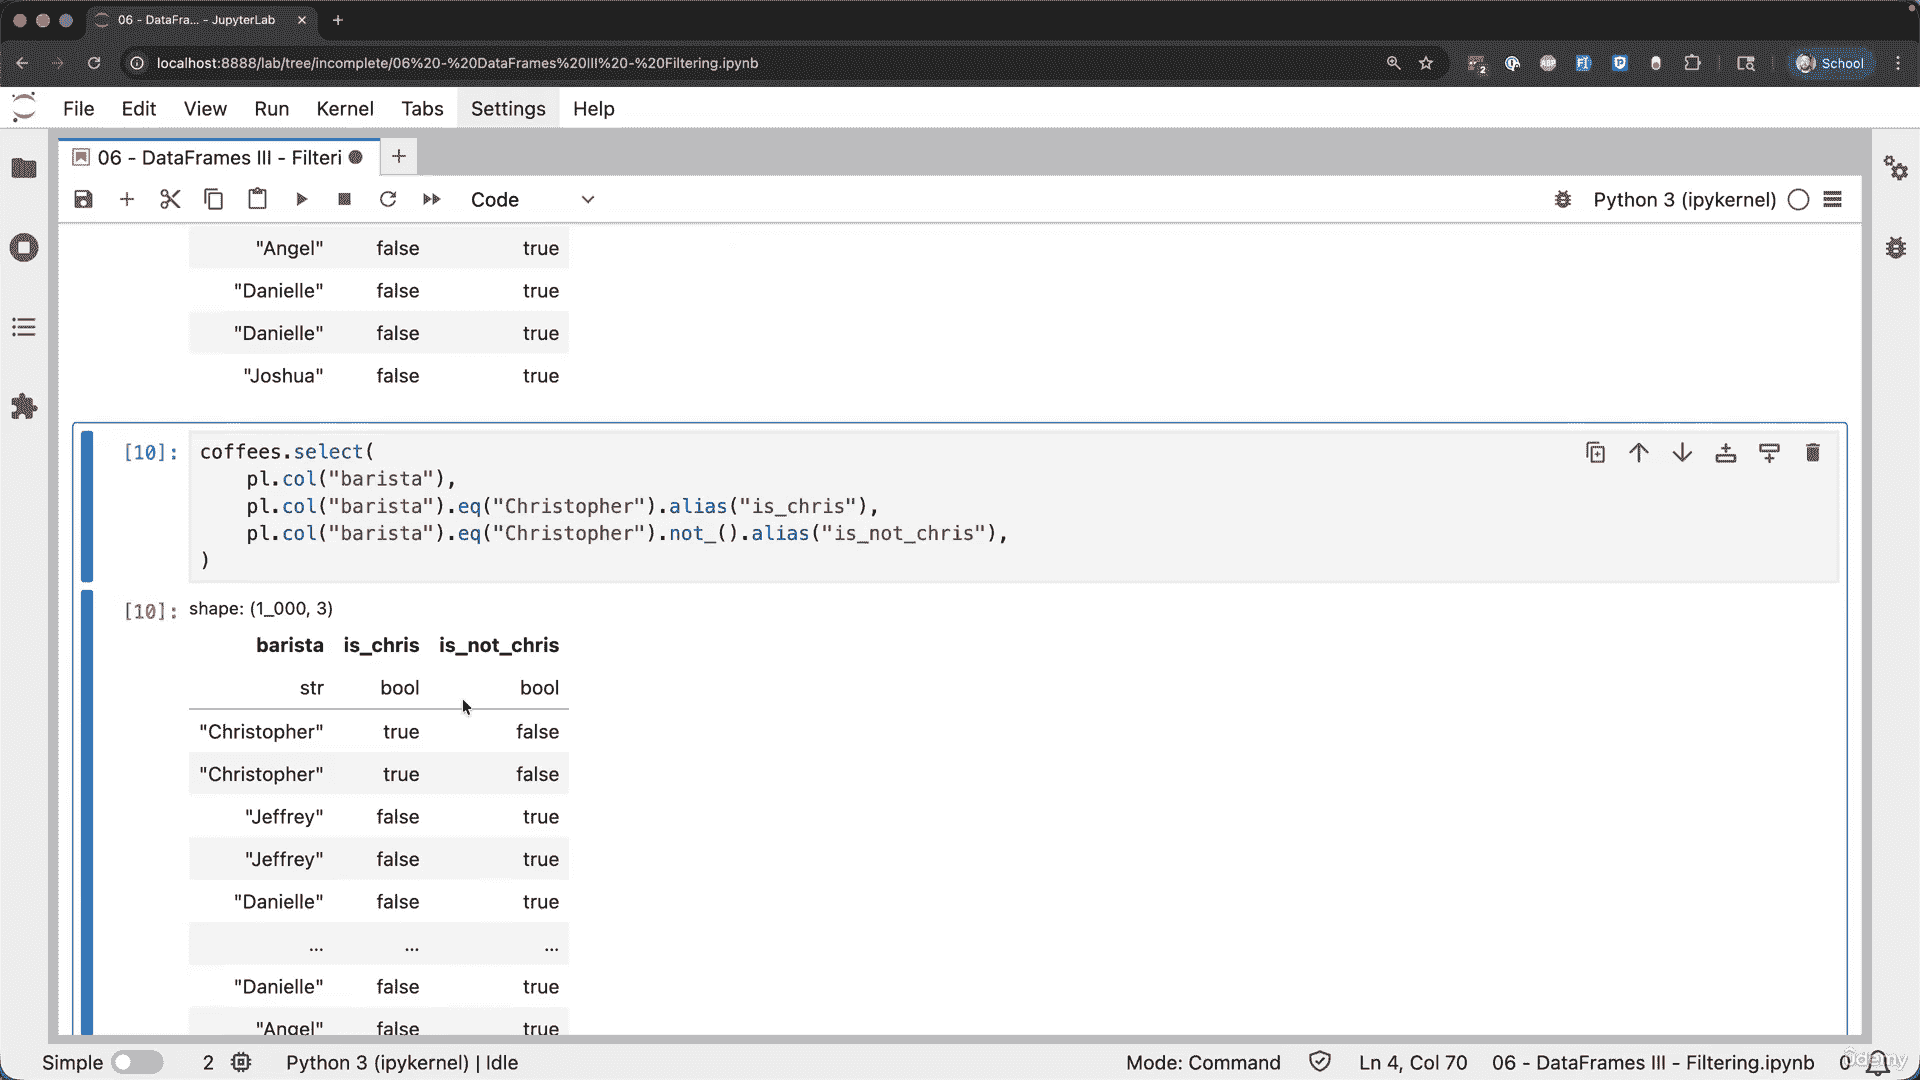 06 - DataFra... - JupyterLab
localhost:8888/lab/tree/incomplete/06%20-%20DataFrames%20III%20-%20Filtering.ipynb
2
ABP
School
File Edit View Run Kernel Tabs Settings Help
06 - DataFrames III - Filteri
Code
Python 3 (ipykernel)
"Angel" false true
"Danielle" false true
"Danielle" false true
"Joshua" false true
[10]: coffees.select(
pl.col("barista"),
pl.col("barista").eq("Christopher").alias("is_chris"),
pl.col("barista").eq("Christopher").not_().alias("is_not_chris"),
)
[10]: shape: (1_000, 3)
barista is_chris is_not_chris
str bool bool
"Christopher" true false
"Christopher" true false
"Jeffrey" false true
"Jeffrey" false true
"Danielle" false true
... ... ...
"Danielle" false true
"Angel" false true
Simple 2 Python 3 (ipykernel) | Idle Mode: Command Ln 4, Col 70 06 - DataFrames III - Filtering.ipynb 0
udemy